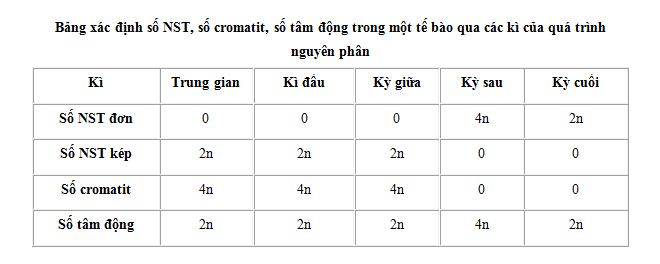 Bảng xác định số NST, số cromatit, số tâm động trong một tế bào qua các kì của quá trình
nguyên phân
Kì Trung gian Kì đầu Kỳ giữa Kỳ sau Kỳ cuối
Số NST đơn 0 0 0 4n 2n
Số NST kép 2n 2n 2n 0 0
Số cromatit 4n 4n 4n 0 0
Số tâm động 2n 2n 2n 4n 2n